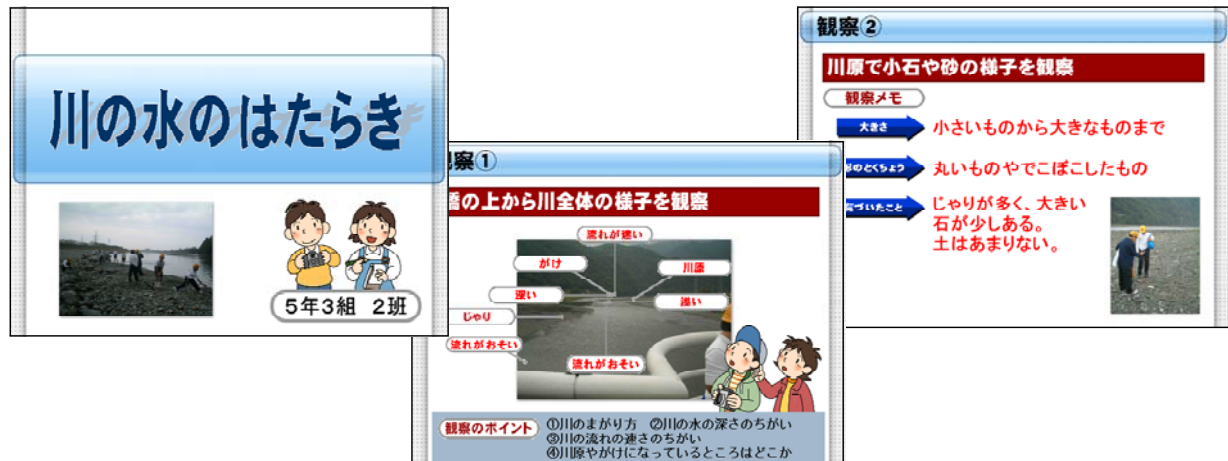 川の水のはたらき
5年3組 2班
察①
橋の上から川全体の様子を観察
流れが速い
がけ
川原
深い
浅い
じゃり
流れがおそい
流れがおそい
観察のポイント
①川のまがり方 ②川の水の深さのちがい
③川の流れの速さのちがい
④川原やがけになっているところはどこか
観察②
川原で小石や砂の様子を観察
観察メモ
大きさ
小さいものから大きなものまで
形のとくちょう
丸いものやでこぼこしたもの
気づいたこと
じゃりが多く、大きい
石が少しある。
土はあまりない。